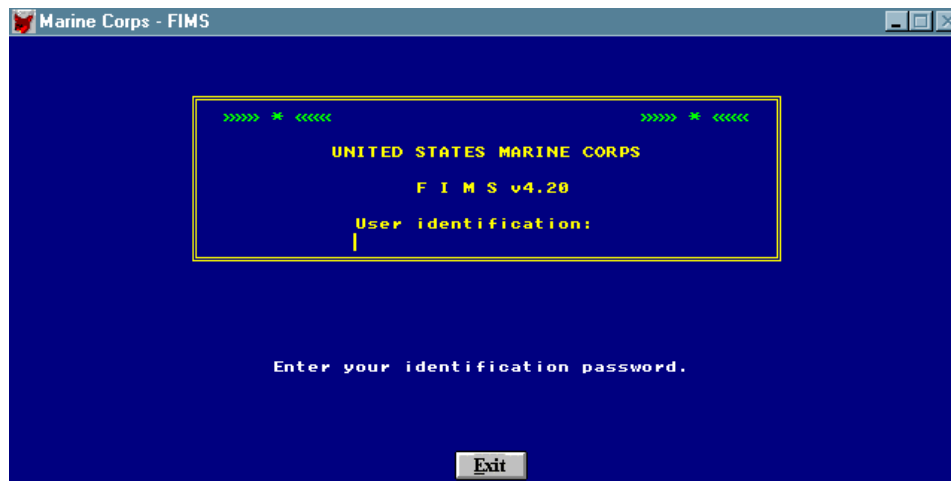 Marine Corps - FIMS
>>>>>> * <<<<<< >>>>>> * <<<<<<
UNITED STATES MARINE CORPS
F I M S v4.20
User identification:
Enter your identification password.
Exit